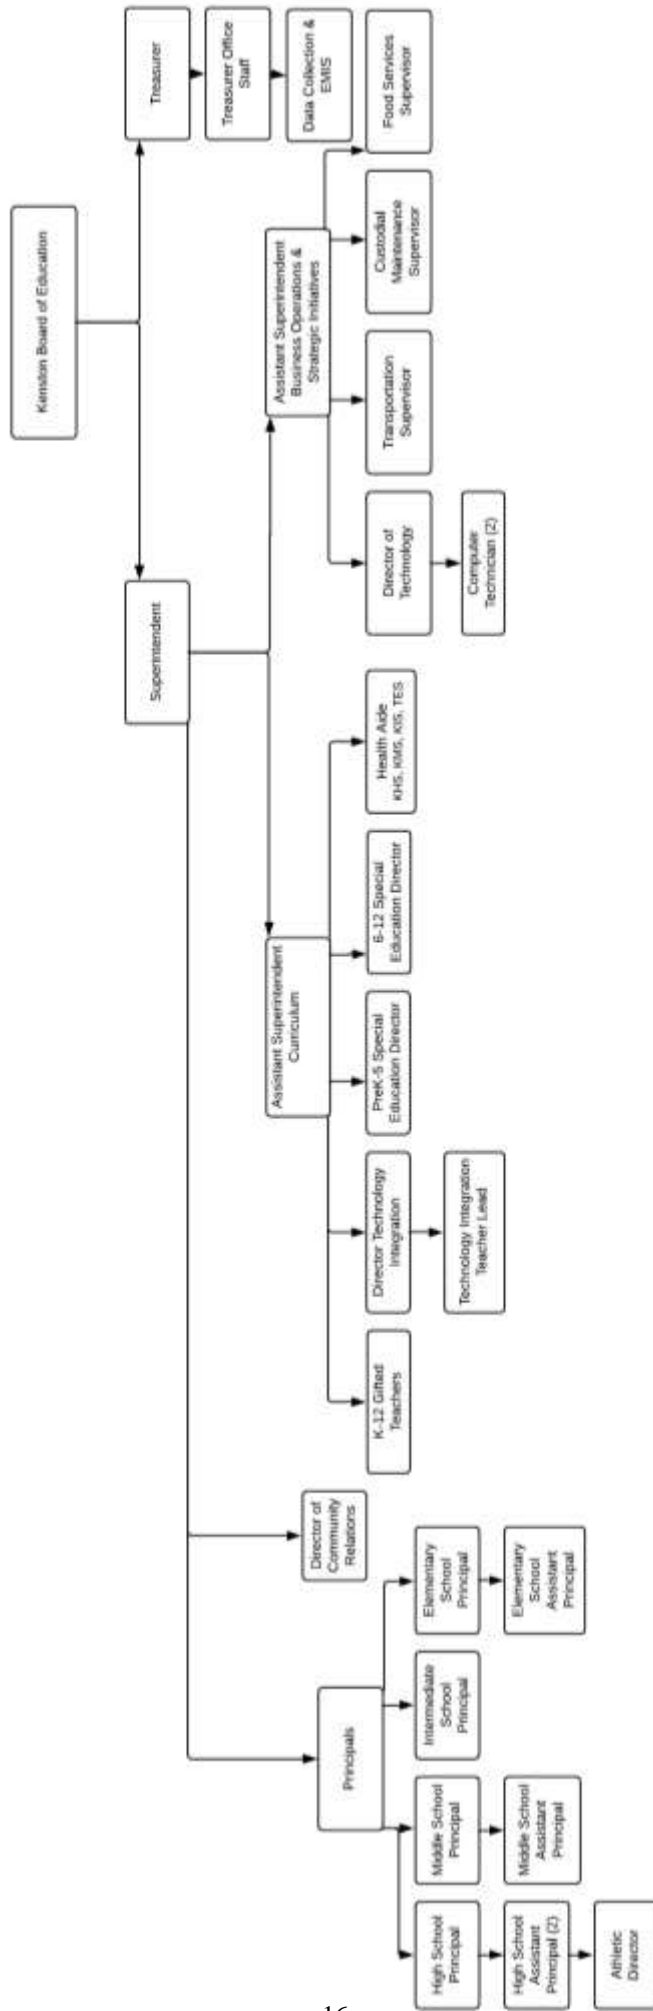 Kenston Board of Education
Superintendent
Treasurer
Treasurer Office
Staff
Data Collection &
EMIS
Principals
Director of
Community
Relations
Assistant Superintendent
Curriculum
Assistant Superintendent
Business Operations &
Strategic Initiatives
High School
Principal
Middle School
Principal
Intermediate
School
Principal
Elementary
School
Principal
High School
Assistant
Principal (2)
Middle School
Assistant
Principal
Elementary
School
Assistant
Principal
Athletic
Director
K-12 Gifted
Teachers
Director Technology
Integration
PreK-5 Special
Education Director
6-12 Special
Education Director
Health Aide
KHS, KMS, KIS, TES
Technology Integration
Teacher Lead
Director of
Technology
Transportation
Supervisor
Custodial
Maintenance
Supervisor
Food Services
Supervisor
Computer
Technician (2)
16